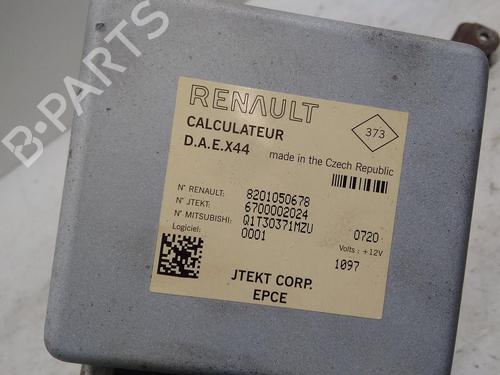 B-PARTS
RENAULT
CALCULATEUR
D.A.E.X44
373
made in the Czech Republic
N° RENAULT: 8201050678
N° JTEKT: 6700002024
N° MITSUBISHI: Q1T30371MZU 0720
Logiciel: 0001 Volts : +12V
1097
JTEKT CORP.
EPCE